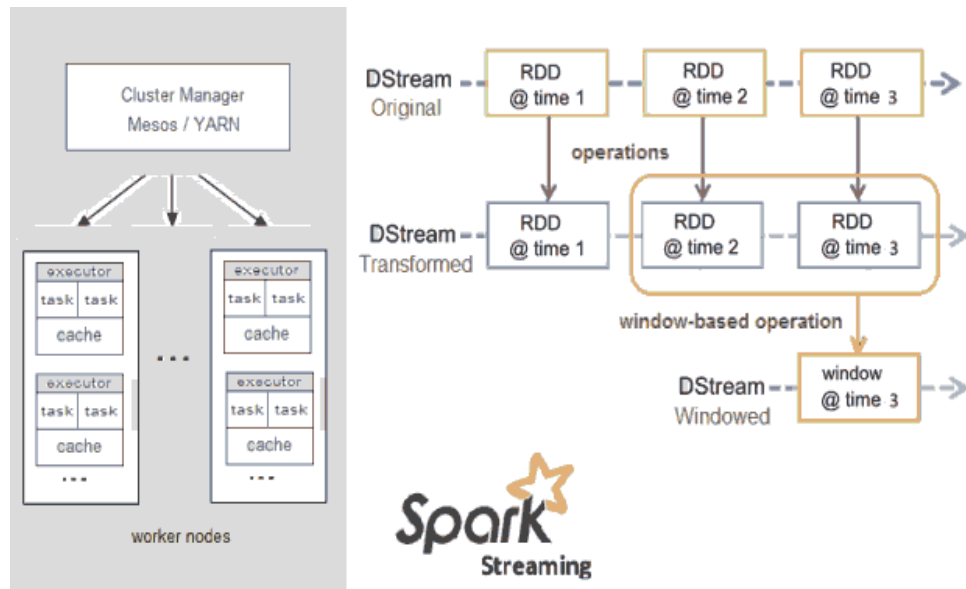 Cluster Manager
Mesos / YARN
executor
task task
cache
executor
task task
cache
...
...
executor
task task
cache
executor
task task
cache
...
worker nodes
DStream
Original
RDD
@ time 1
RDD
@ time 2
RDD
@ time 3
operations
DStream
Transformed
RDD
@ time 1
RDD
@ time 2
RDD
@ time 3
window-based operation
DStream
Windowed
window
@ time 3
Spark
Streaming